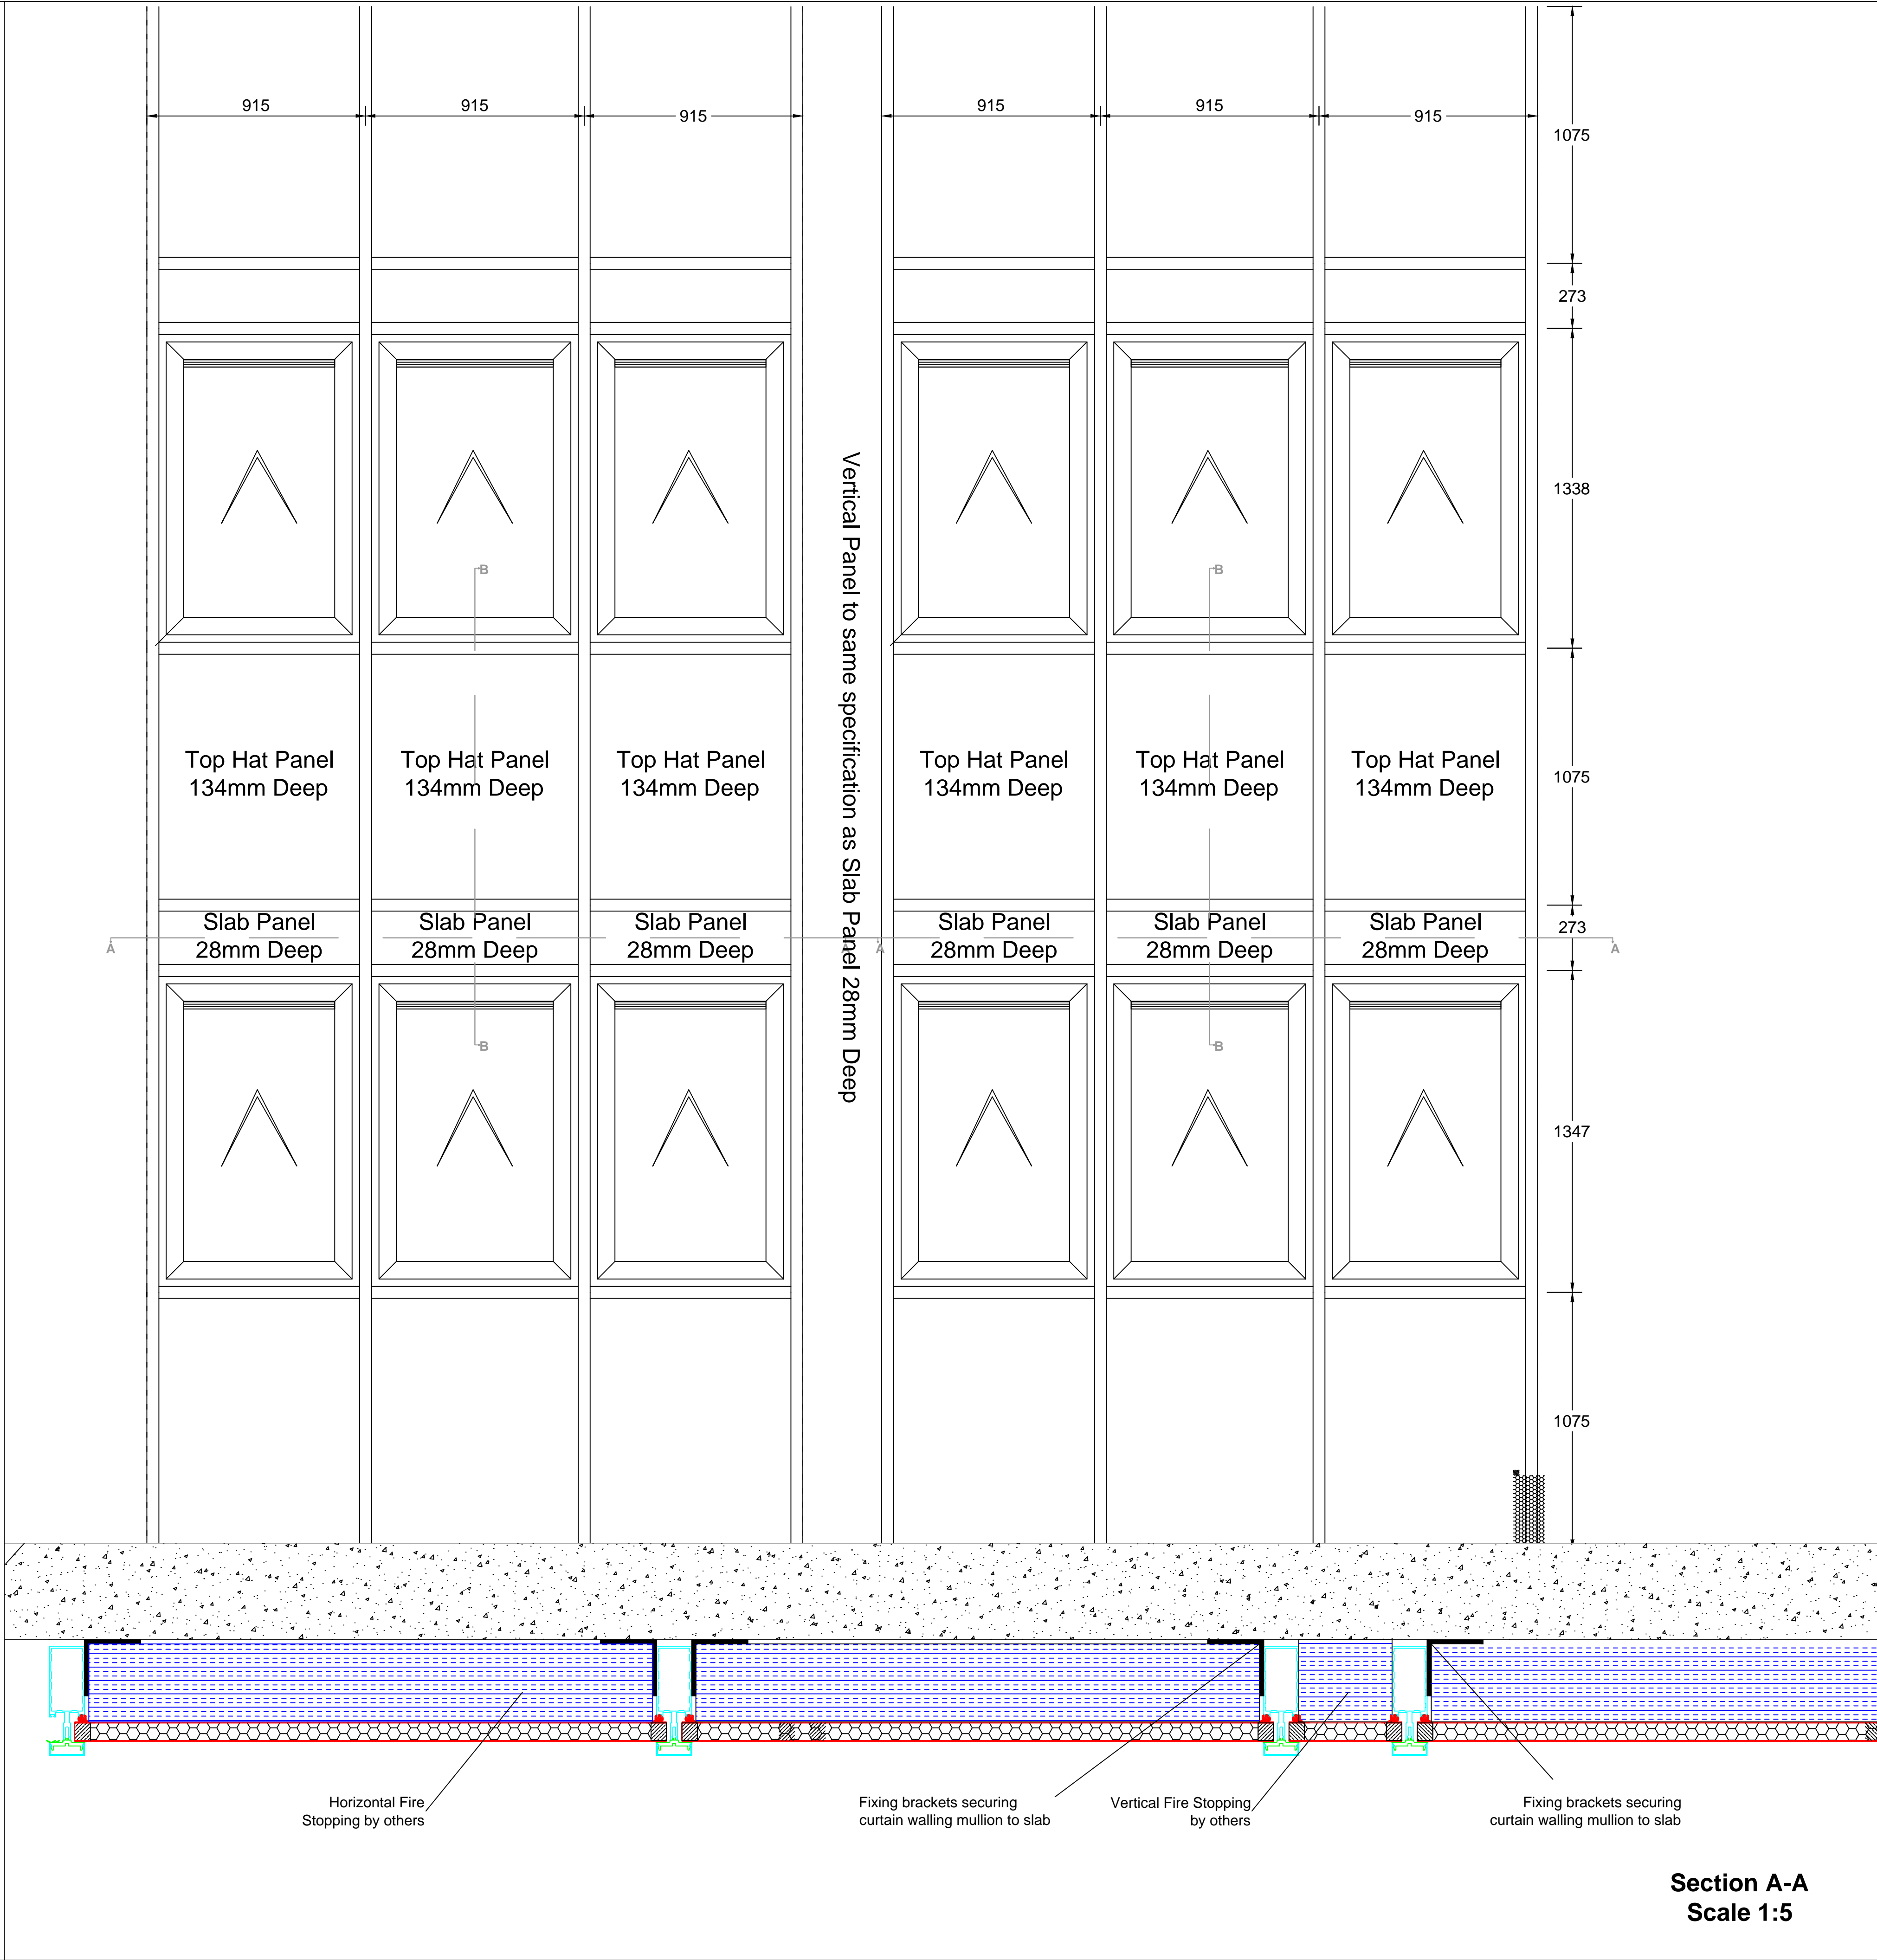 915
915
915
915
915
915
1075
273
1338
B
B
Vertical Panel to same specification as Slab Panel 28mm Deep
Top Hat Panel
134mm Deep
Top Hat Panel
134mm Deep
Top Hat Panel
134mm Deep
Top Hat Panel
134mm Deep
Top Hat Panel
134mm Deep
Top Hat Panel
134mm Deep
1075
Slab Panel
28mm Deep
Slab Panel
28mm Deep
Slab Panel
28mm Deep
Slab Panel
28mm Deep
Slab Panel
28mm Deep
Slab Panel
28mm Deep
273
A
A
A
A
B
B
1347
1075
Horizontal Fire
Stopping by others
Fixing brackets securing
curtain walling mullion to slab
Vertical Fire Stopping
by others
Fixing brackets securing
curtain walling mullion to slab
Section A-A
Scale 1:5